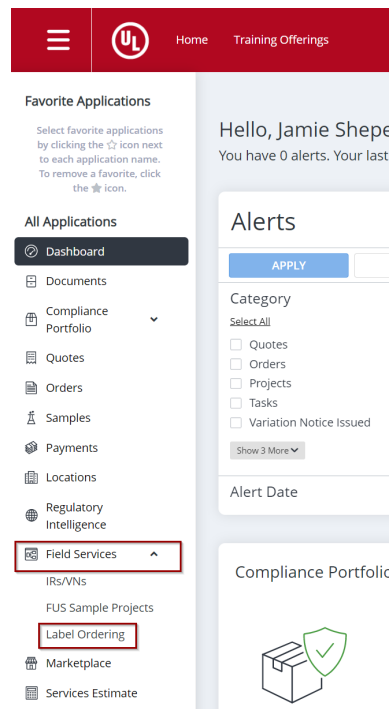 UL
Home
Training Offerings
Favorite Applications
Select favorite applications
by clicking the ☆ icon next
to each application name.
To remove a favorite, click
the ★ icon.
All Applications
Dashboard
Documents
Compliance
Portfolio
Quotes
Orders
Samples
Payments
Locations
Regulatory
Intelligence
Field Services
IRs/VNs
FUS Sample Projects
Label Ordering
Marketplace
Services Estimate
Hello, Jamie Shepe
You have 0 alerts. Your last
Alerts
APPLY
Category
Select All
Quotes
Orders
Projects
Tasks
Variation Notice Issued
Show 3 More
Alert Date
Compliance Portfolio